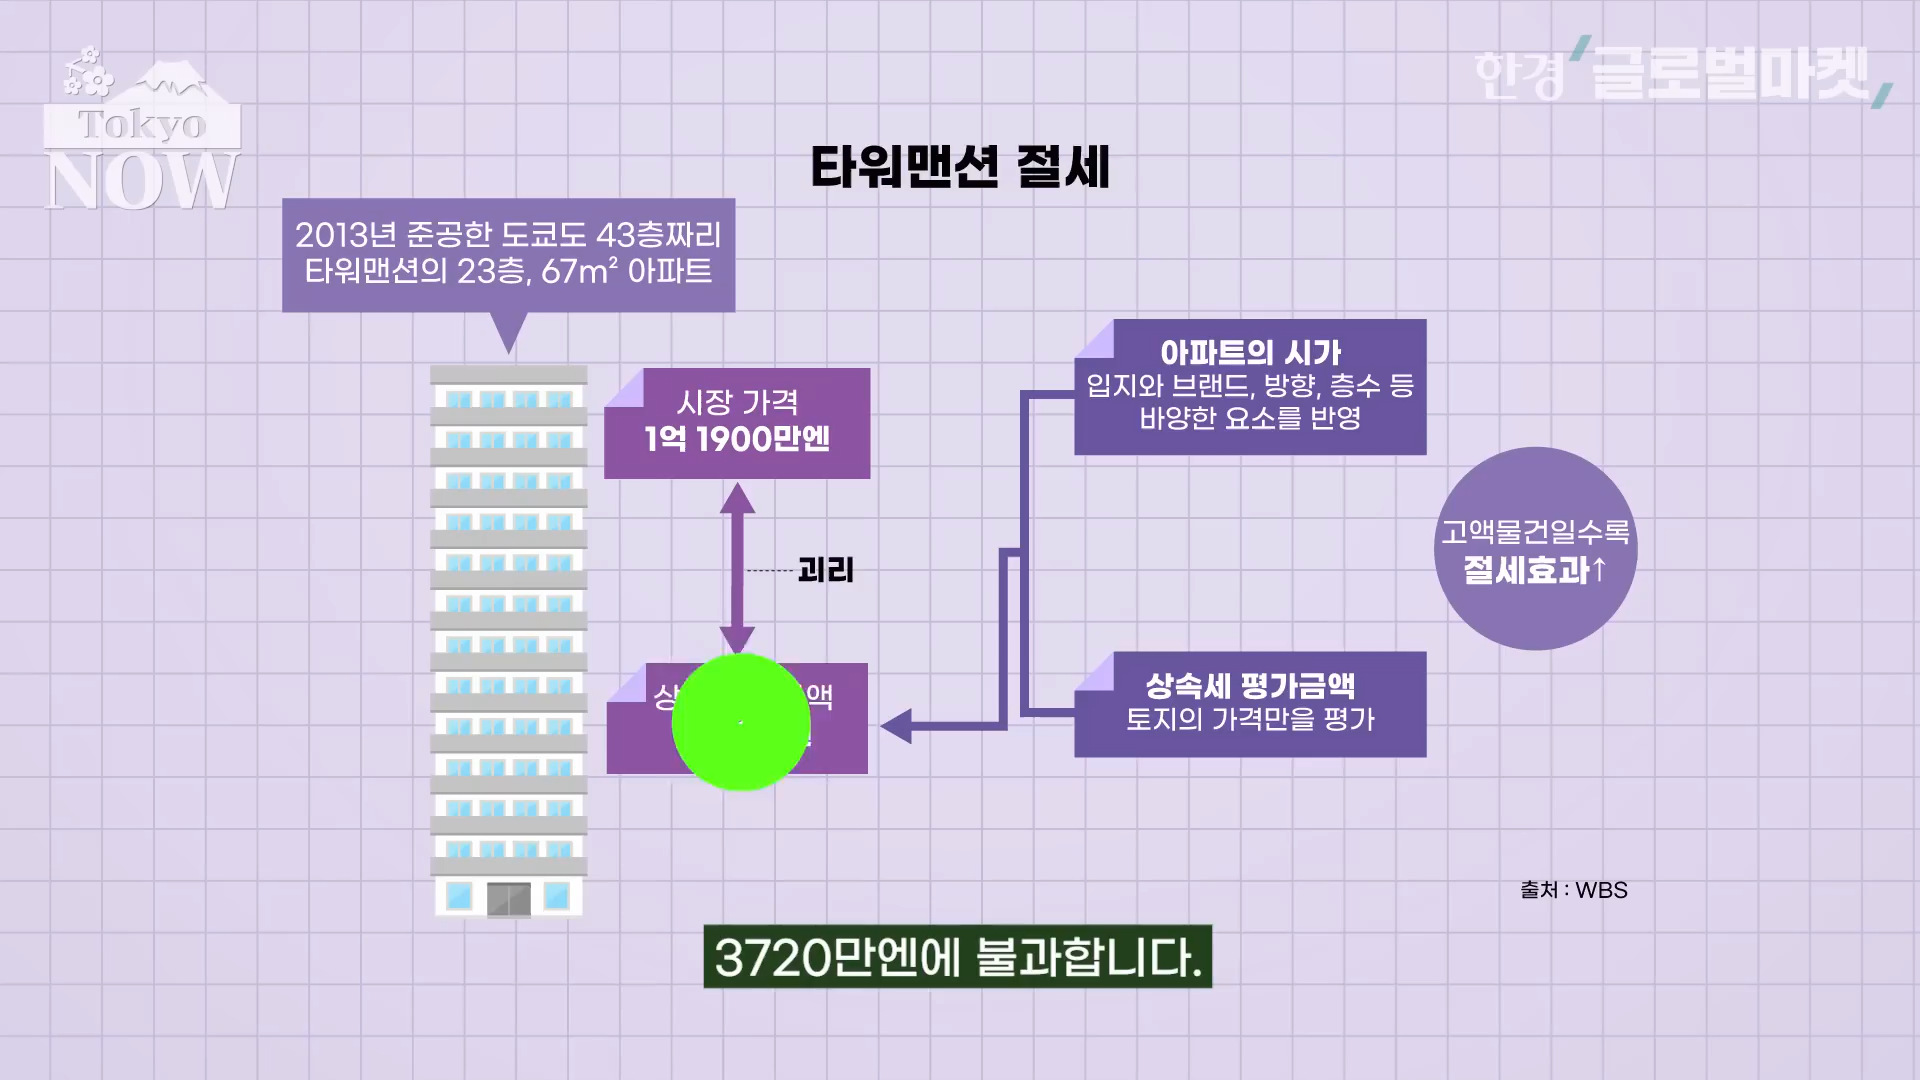 Tokyo
NOW
한경 글로벌마켓
타워맨션 절세
2013년 준공한 도쿄도 43층짜리
타워맨션의 23층, 67m² 아파트
시장 가격
1억 1900만엔
괴리
아파트의 시가
입지와 브랜드, 방향, 층수 등
바양한 요소를 반영
고액물건일수록
절세효과↑
상속세 평가금액
토지의 가격만을 평가
출처 : WBS
3720만엔에 불과합니다.